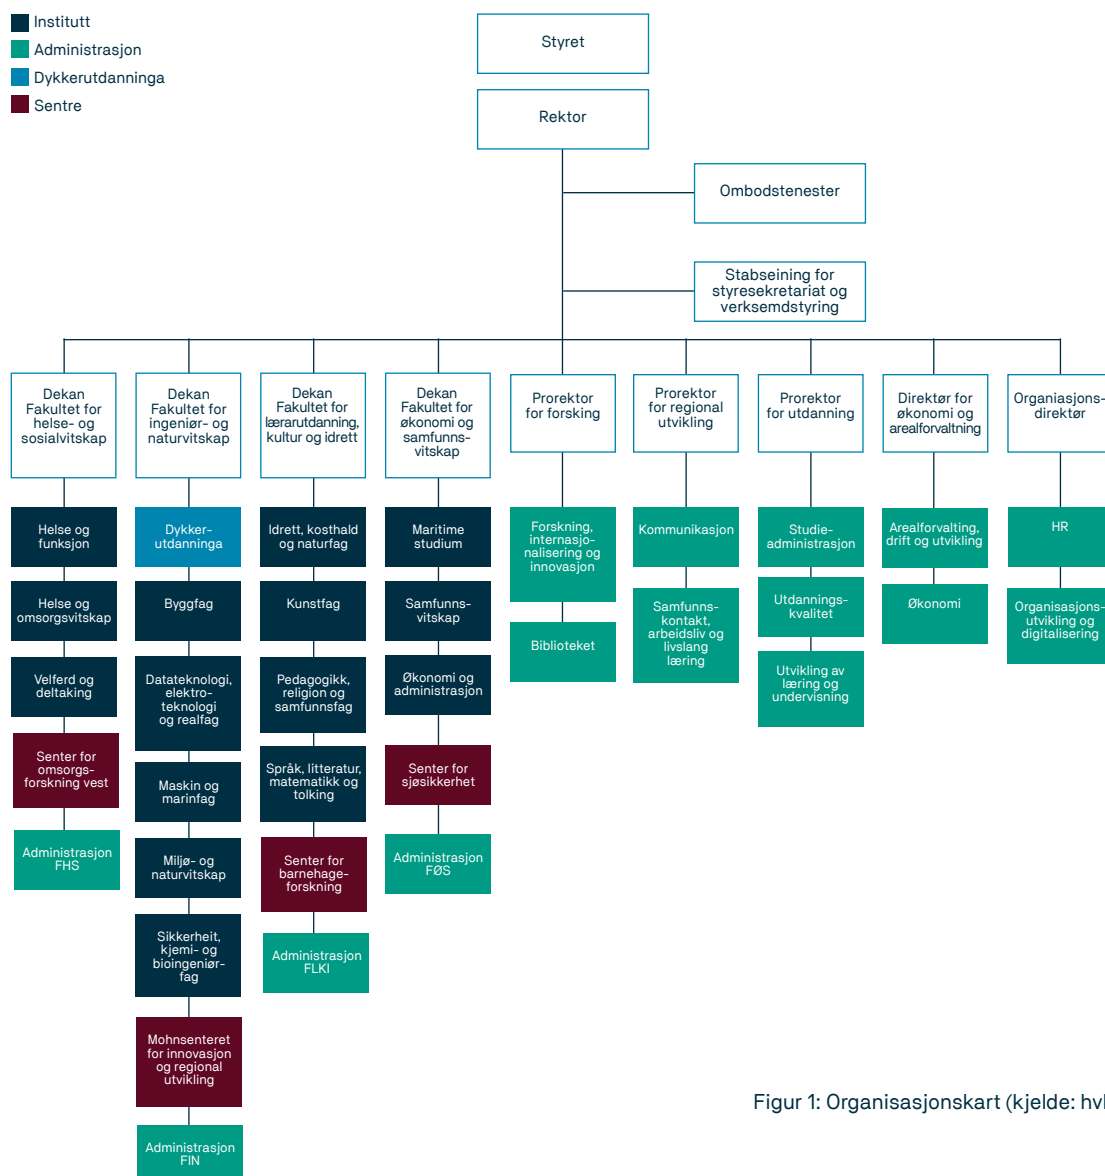 Institutt
Administrasjon
Dykkerutdanninga
Sentre
Styret
Rektor
Ombodstenester
Stabseining for
styresekretariat og
verksemdstyring
Dekan
Fakultet for
helse- og
sosialvitskap
Dekan
Fakultet for
ingeniør- og
naturvitskap
Dekan
Fakultet for
lærarutdanning,
kultur og idrett
Dekan
Fakultet for
økonomi og
samfunns-
vitskap
Prorektor
for forsking
Prorektor
for regional
utvikling
Prorektor
for utdanning
Direktør for
økonomi og
arealforvaltning
Organiasjons-
direktør
Helse og
funksjon
Helse og
omsorgsvitskap
Velferd og
deltaking
Senter for
omsorgs-
forskning vest
Administrasjon
FHS
Dykker-
utdanninga
Byggfag
Datateknologi,
elektro-
teknologi
og realfag
Maskin og
marinfag
Miljø- og
naturvitskap
Sikkerheit,
kjemi- og
bioingeniør-
fag
Mohnsenteret
for innovasjon
og regional
utvikling
Administrasjon
FIN
Idrett, kosthald
og naturfag
Kunstfag
Pedagogikk,
religion og
samfunnsfag
Språk, litteratur,
matematikk og
tolking
Senter for
barnehage-
forskning
Administrasjon
FLKI
Maritime
studium
Samfunns-
vitskap
Økonomi og
administrasjon
Senter for
sjøsikkerhet
Administrasjon
FØS
Forskning,
internasjo-
nalisering og
innovasjon
Biblioteket
Kommunikasjon
Samfunns-
kontakt,
arbeidsliv og
livslang
læring
Studie-
administrasjon
Utdannings-
kvalitet
Utvikling av
læring og
undervisning
Arealforvalting,
drift og utvikling
Økonomi
HR
Organisasjons-
utvikling og
digitalisering
Figur 1: Organisasjonskart (kjelde: